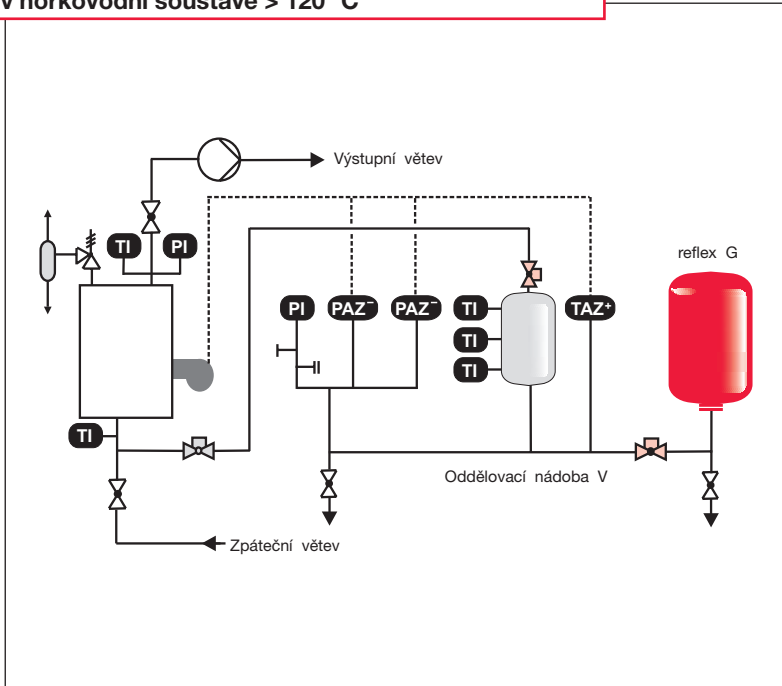 v horkovodní soustavě > 120 °C
Výstupní větev
reflex G
TI
PI
PI
PAZ⁻
PAZ⁻
TI
TAZ⁺
TI
TI
TI
Oddělovací nádoba V
Zpáteční větev